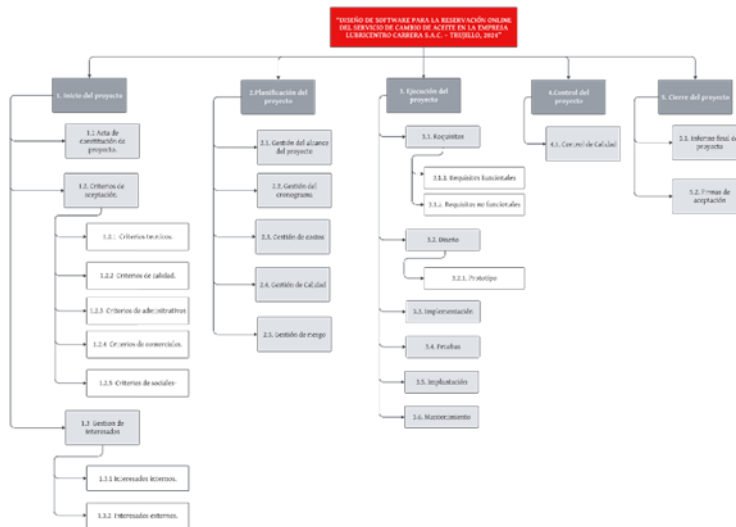 "DISEÑO DE SOFTWARE PARA LA RESERVACIÓN ONLINE
DEL SERVICIO DE CAMBIO DE ACEITE EN LA EMPRESA
LUBRICENTRO CABRERA S.A.C. – TRUJILLO, 2024"
1. Inicio del proyecto
1.1 Acta de
constitución de
proyecto.
1.2. Criterios de
aceptación.
1.2.1 Criterios tecnicos.
1.2.2 Criterios de calidad.
1.2.3 Criterios de
1.2.4 Criterios de comerciales.
1.2.5 Criterios de sociales
1.3 Gestion de
interesados
1.3.1 Interesados internos.
1.3.2 Interesados externos.
2.Planificación del
proyecto
2.1. Gestión del alcance
del proyecto
2.2. Gestión del
cronograma
2.3. Gestión de costos
2.4. Gestión de Calidad
2.5. Gestión de riesgo
3. Ejecución del
proyecto
3.1. Requisitos
3.1.1 Requisitos funcionales
3.1.2 Requisitos no funcionales
3.2. Diseño
3.2.1. Prototipo
3.3. Implementación
3.4. Pruebas
3.5. Implantación
3.6. Mantenimiento
4.Control del
proyecto
4.1. Control de Calidad
5. Cierre del proyecto
5.1. Informe final de
proyecto
5.2. Firmas de
aceptación